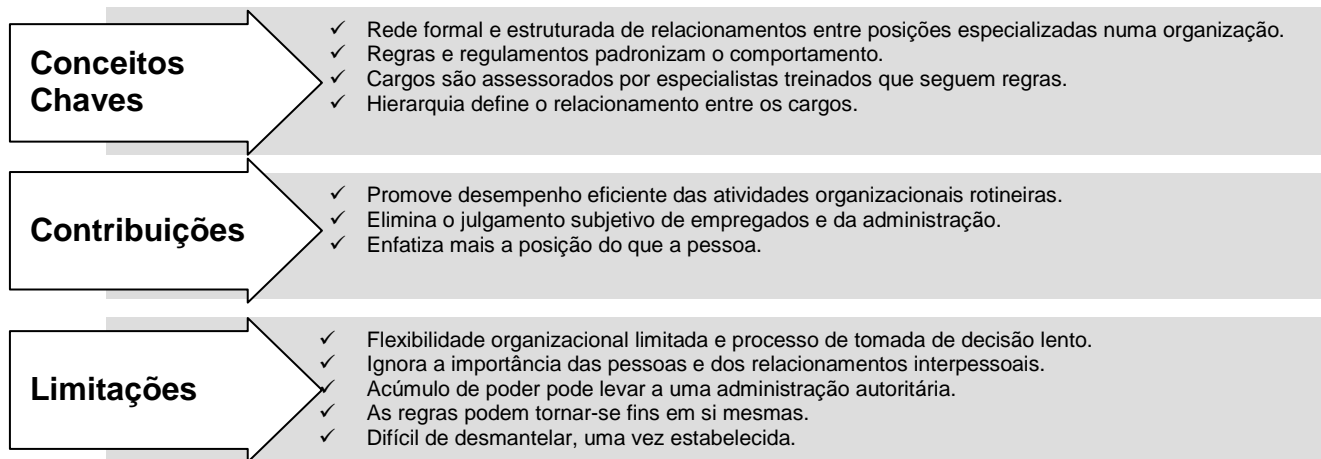 Conceitos
Chaves
✓ Rede formal e estruturada de relacionamentos entre posições especializadas numa organização.
✓ Regras e regulamentos padronizam o comportamento.
✓ Cargos são assessorados por especialistas treinados que seguem regras.
✓ Hierarquia define o relacionamento entre os cargos.
Contribuições
✓ Promove desempenho eficiente das atividades organizacionais rotineiras.
✓ Elimina o julgamento subjetivo de empregados e da administração.
✓ Enfatiza mais a posição do que a pessoa.
Limitações
✓ Flexibilidade organizacional limitada e processo de tomada de decisão lento.
✓ Ignora a importância das pessoas e dos relacionamentos interpessoais.
✓ Acúmulo de poder pode levar a uma administração autoritária.
✓ As regras podem tornar-se fins em si mesmas.
✓ Difícil de desmantelar, uma vez estabelecida.